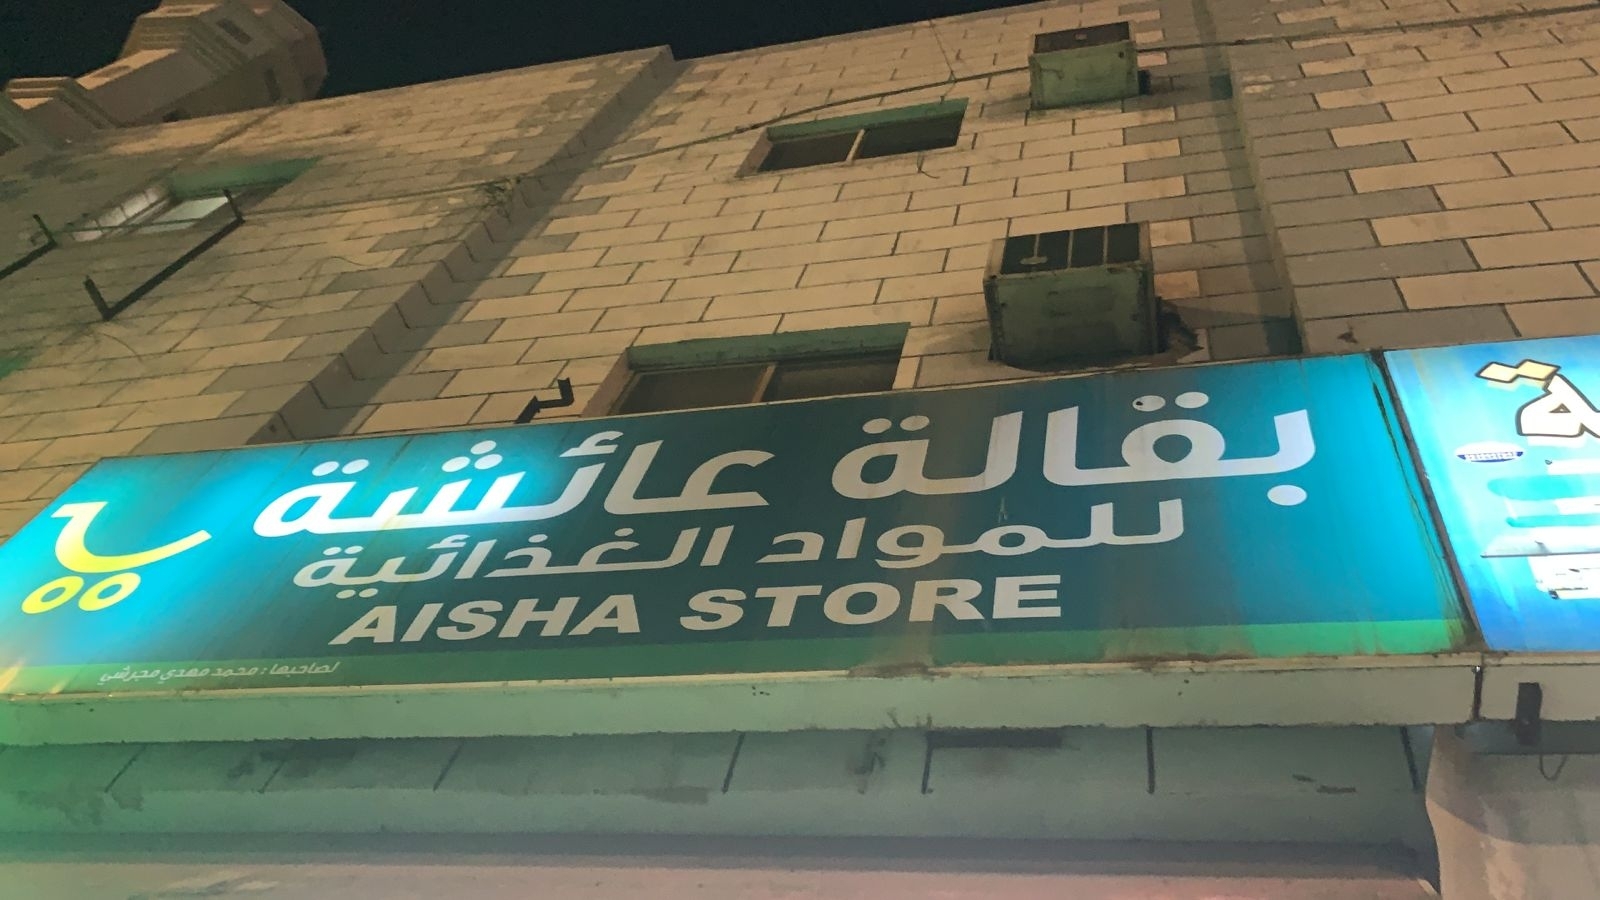 بقالة عائشة
للمواد الغذائية
AISHA STORE
لصاحبها : محمد مهدي مجرشي